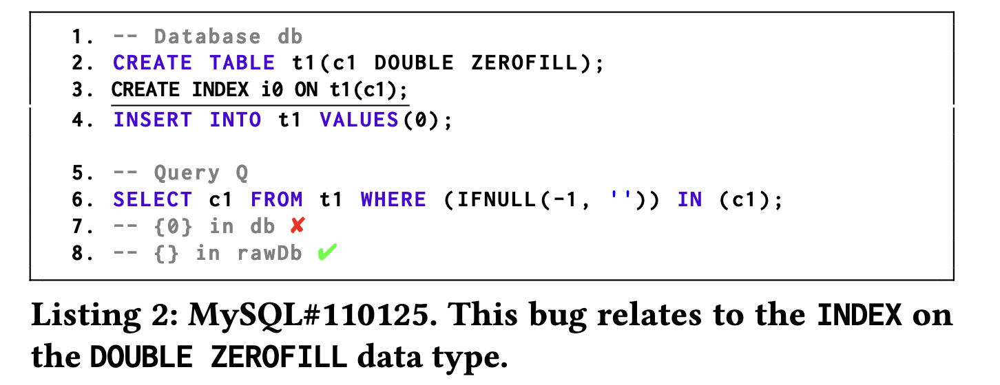 1. -- Database db
2. CREATE TABLE t1(c1 DOUBLE ZEROFILL);
3. CREATE INDEX i0 ON t1(c1);
4. INSERT INTO t1 VALUES(0);
5. -- Query Q
6. SELECT c1 FROM t1 WHERE (IFNULL(-1, '')) IN (c1);
7. -- {0} in db ✘
8. -- {} in rawDb ✔
Listing 2: MySQL#110125. This bug relates to the INDEX on
the DOUBLE ZEROFILL data type.